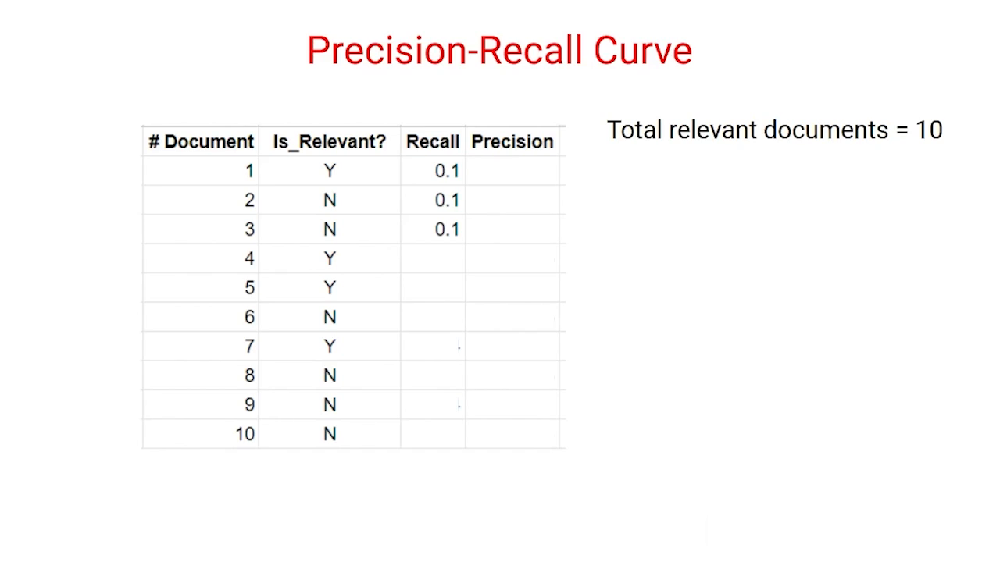 Precision-Recall Curve
Total relevant documents = 10
# Document Is_Relevant? Recall Precision
1 Y 0.1
2 N 0.1
3 N 0.1
4 Y
5 Y
6 N
7 Y
8 N
9 N
10 N